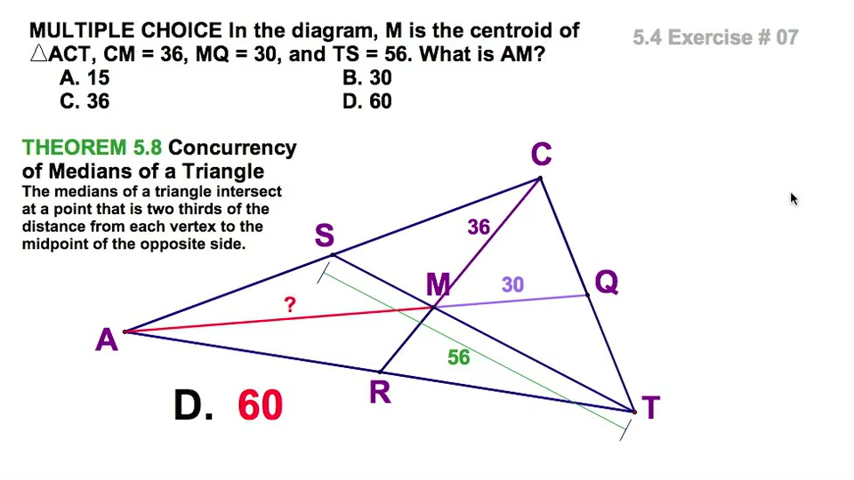 MULTIPLE CHOICE In the diagram, M is the centroid of
△ACT, CM = 36, MQ = 30, and TS = 56. What is AM?
5.4 Exercise # 07
A. 15
B. 30
C. 36
D. 60
THEOREM 5.8 Concurrency
of Medians of a Triangle
The medians of a triangle intersect
at a point that is two thirds of the
distance from each vertex to the
midpoint of the opposite side.
C
S
36
M
30
Q
?
A
56
R
T
D. 60